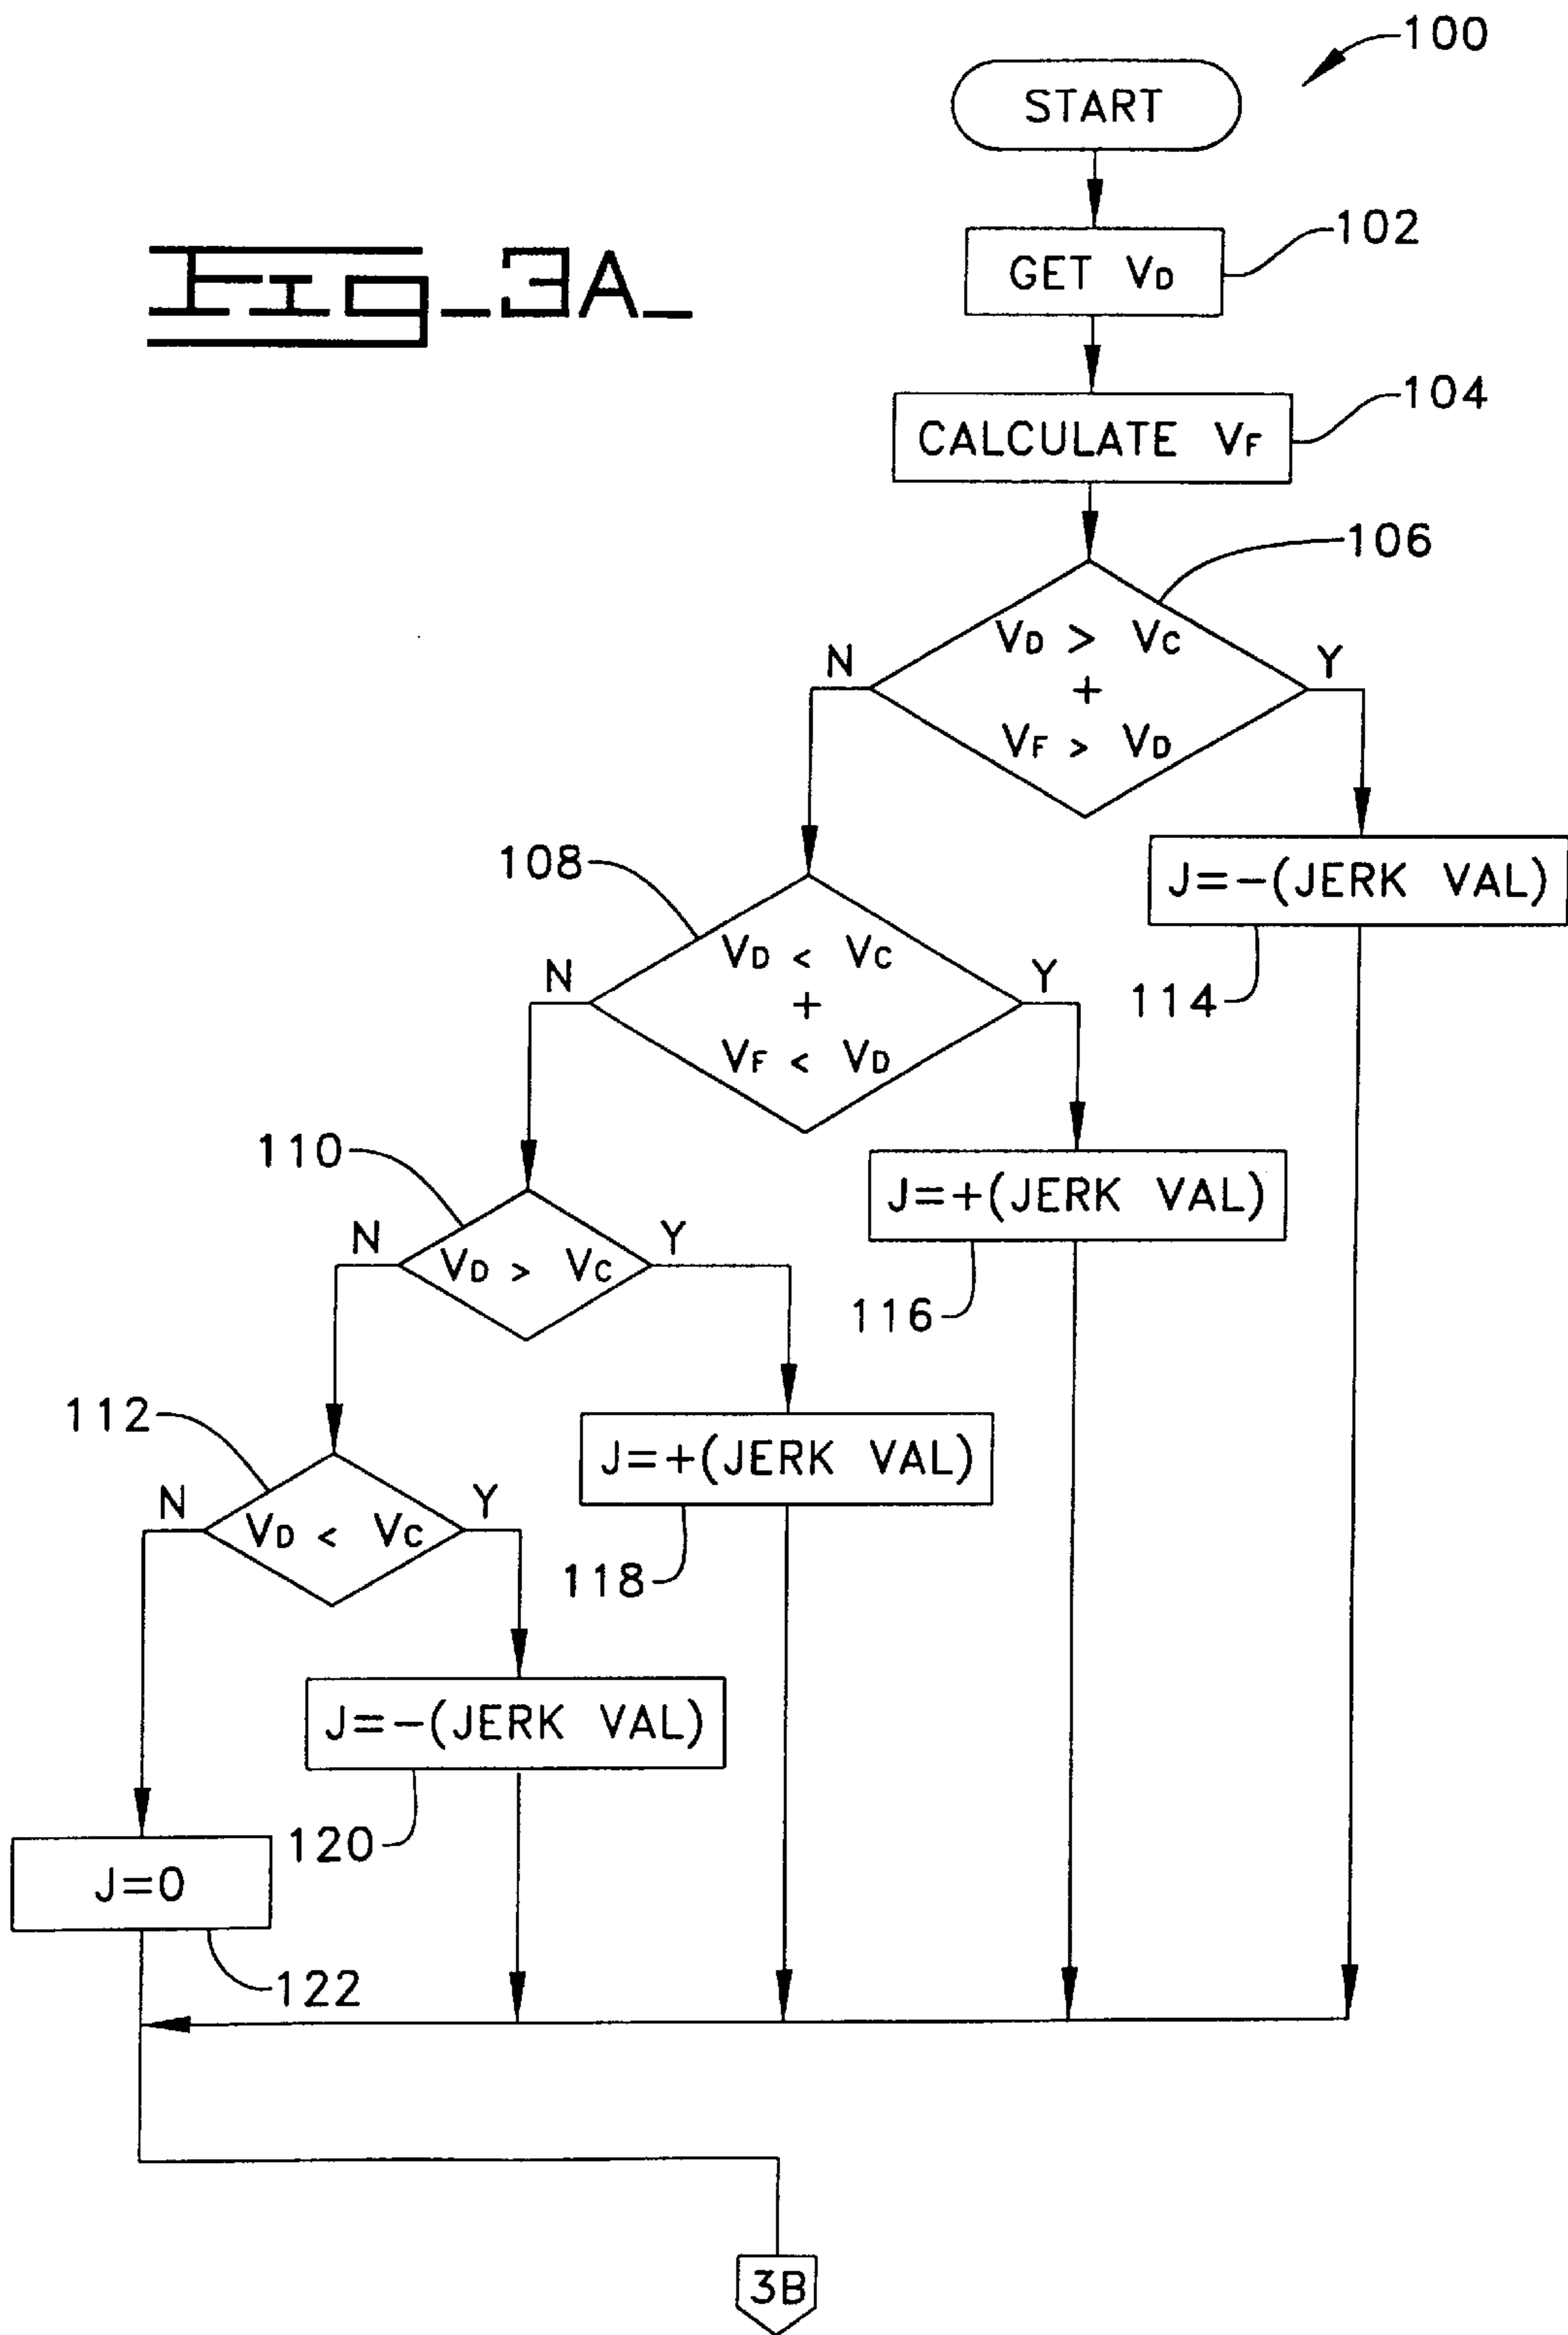 100
START
Fig_3A_
102
GET VD
104
CALCULATE VF
106
VD > VC
+
VF > VD
N
Y
108
VD < VC
+
VF < VD
N
Y
J=-(JERK VAL)
114
110
VD > VC
N
Y
J=+(JERK VAL)
116
112
VD < VC
N
Y
J=+(JERK VAL)
118
J=-(JERK VAL)
120
J=0
122
3B